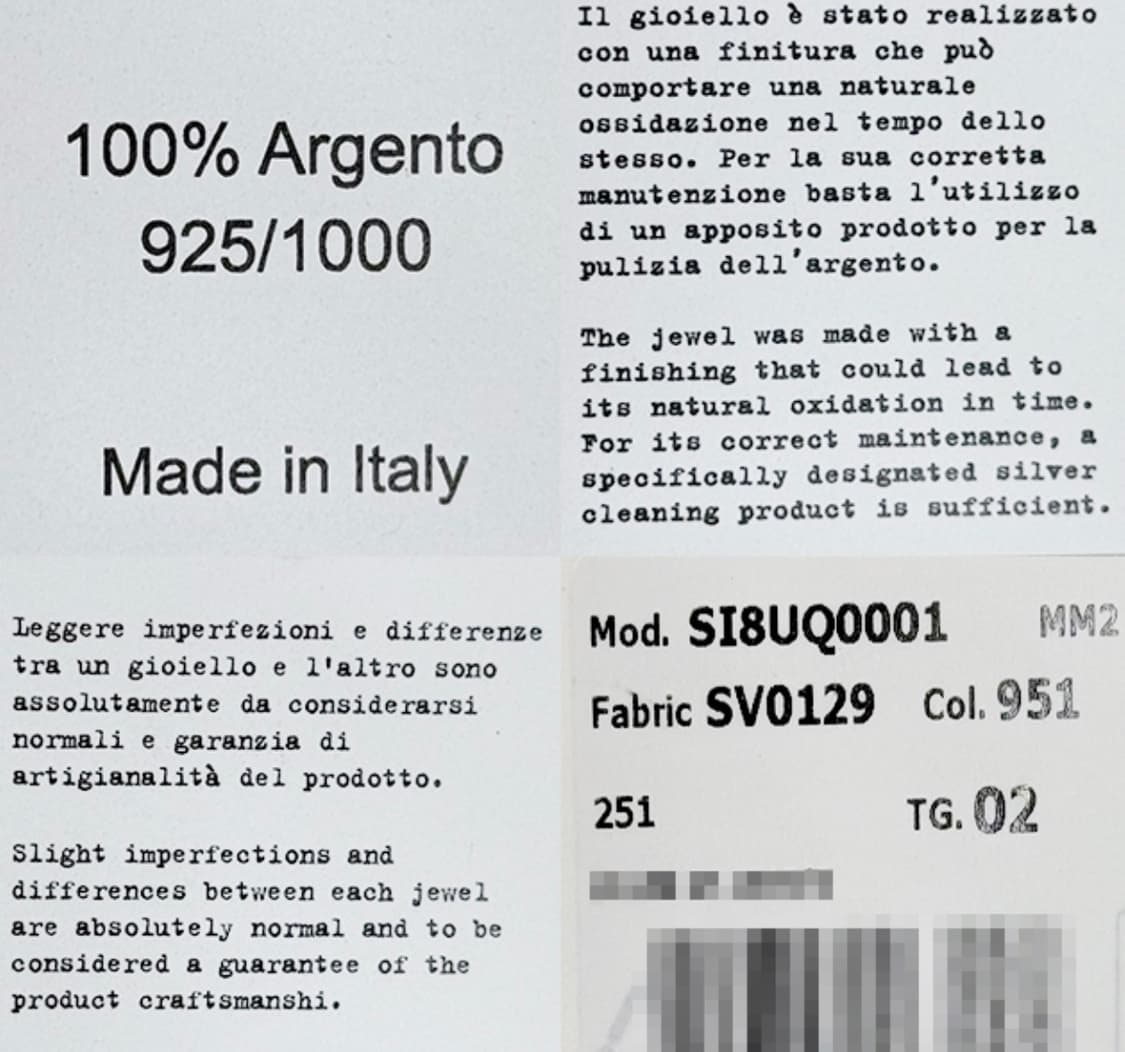 100% Argento
925/1000
Made in Italy
Il gioiello è stato realizzato
con una finitura che può
comportare una naturale
ossidazione nel tempo dello
stesso. Per la sua corretta
manutenzione basta l'utilizzo
di un apposito prodotto per la
pulizia dell'argento.
The jewel was made with a
finishing that could lead to
its natural oxidation in time.
For its correct maintenance, a
specifically designated silver
cleaning product is sufficient.
Leggere imperfezioni e differenze
tra un gioiello e l'altro sono
assolutamente da considerarsi
normali e garanzia di
artigianalità del prodotto.
Slight imperfections and
differences between each jewel
are absolutely normal and to be
considered a guarantee of the
product craftsmanshi.
Mod. SI8UQ0001 MM2
Fabric SV0129 Col. 951
251 TG. 02